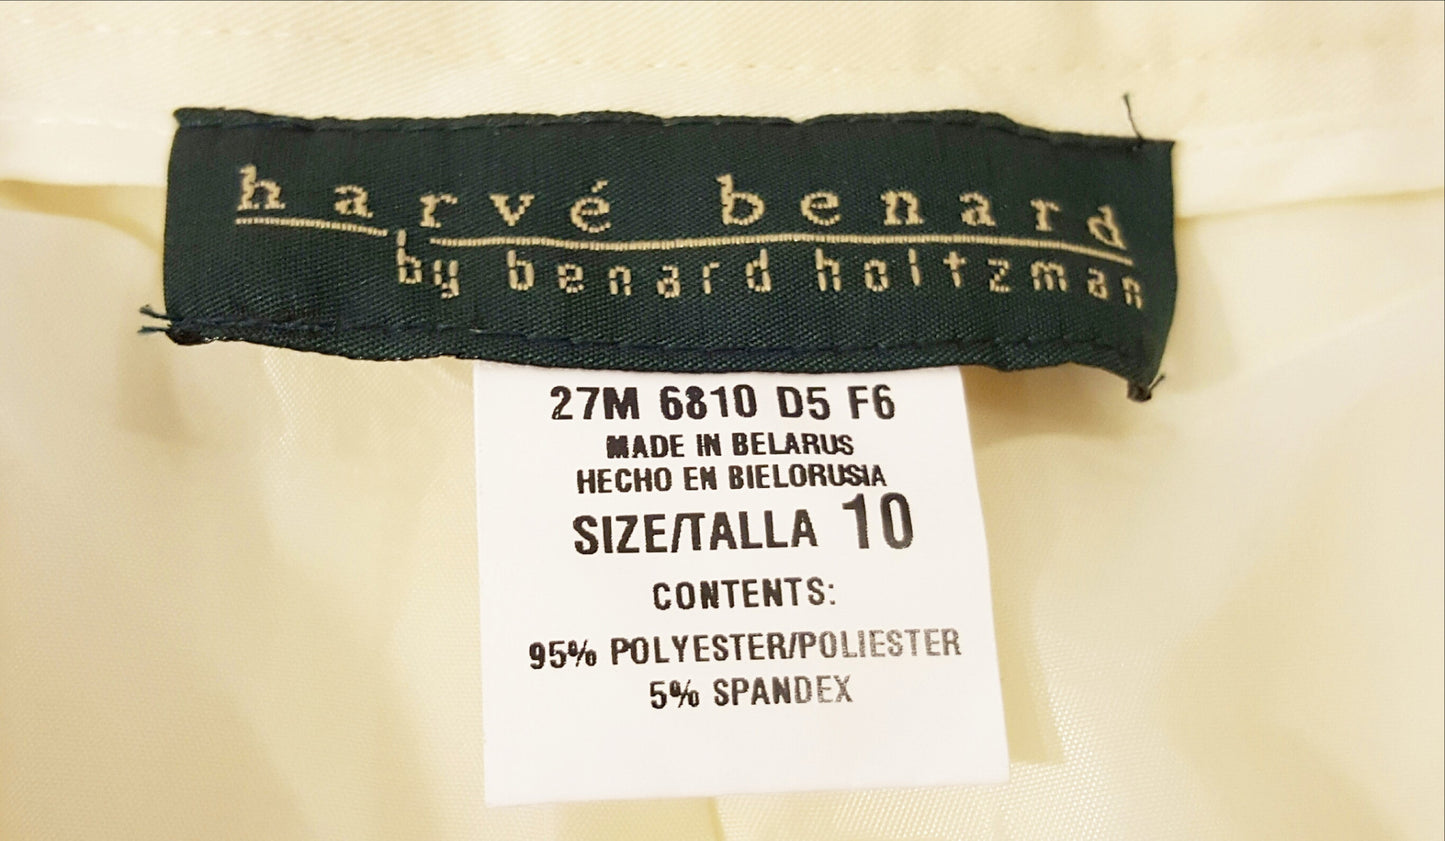 harvé benard
by benard holtzman
27M 6810 D5 F6
MADE IN BELARUS
HECHO EN BIELORUSIA
SIZE/TALLA 10
CONTENTS:
95% POLYESTER/POLIESTER
5% SPANDEX